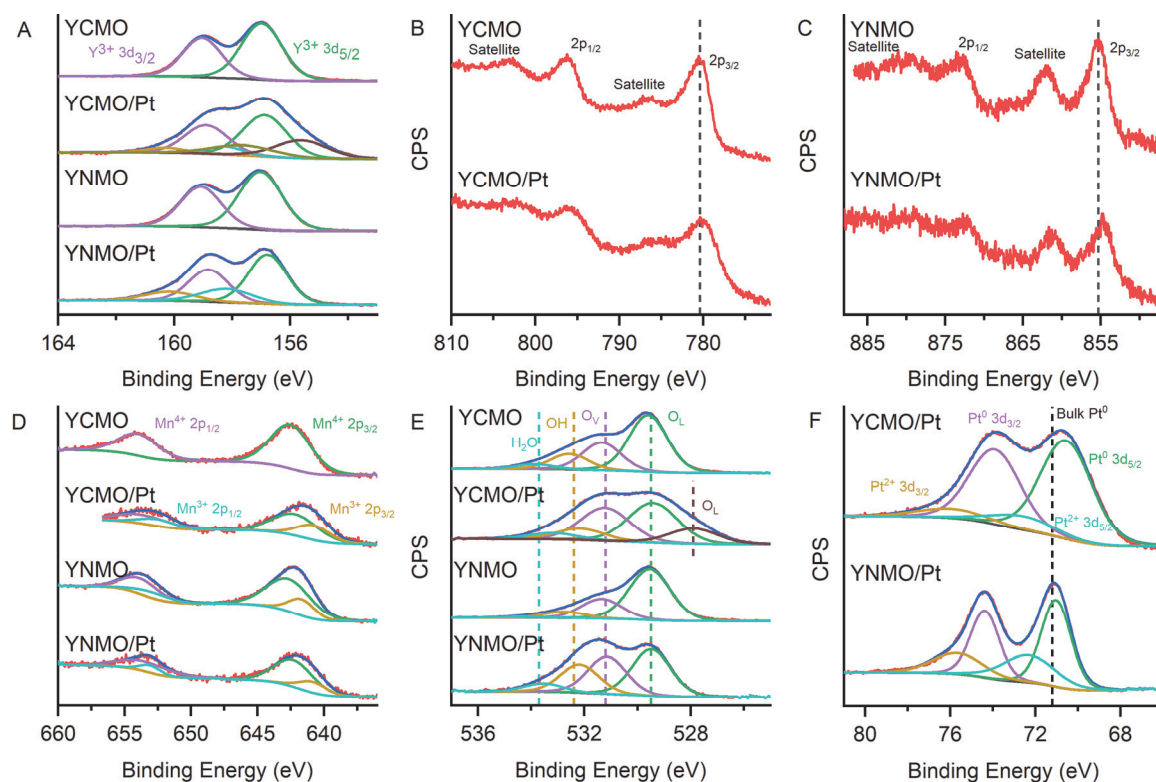 A
YCMO
Y3+ 3d3/2
Y3+ 3d5/2
YCMO/Pt
YNMO
YNMO/Pt
164
159
156
Binding Energy (eV)
B
YCMO
Satellite
2p1/2
Satellite
2p3/2
CPS
YCMO/Pt
810
800
790
780
Binding Energy (eV)
C
YNMO
Satellite
2p1/2
Satellite
2p3/2
CPS
YNMO/Pt
885
875
865
855
Binding Energy (eV)
D
YCMO
Mn4+ 2p1/2
Mn4+ 2p3/2
YCMO/Pt
Mn3+ 2p1/2
Mn3+ 2p3/2
YNMO
YNMO/Pt
660
655
650
645
640
Binding Energy (eV)
E
YCMO
H2O
OH
OV
OL
YCMO/Pt
OL
YNMO
YNMO/Pt
CPS
536
531
528
Binding Energy (eV)
F
YCMO/Pt
Pt0 3d3/2
Bulk Pt0
Pt0 3d5/2
Pt2+ 3d3/2
Pt2+ 3d5/2
YNMO/Pt
CPS
80
76
72
68
Binding Energy (eV)